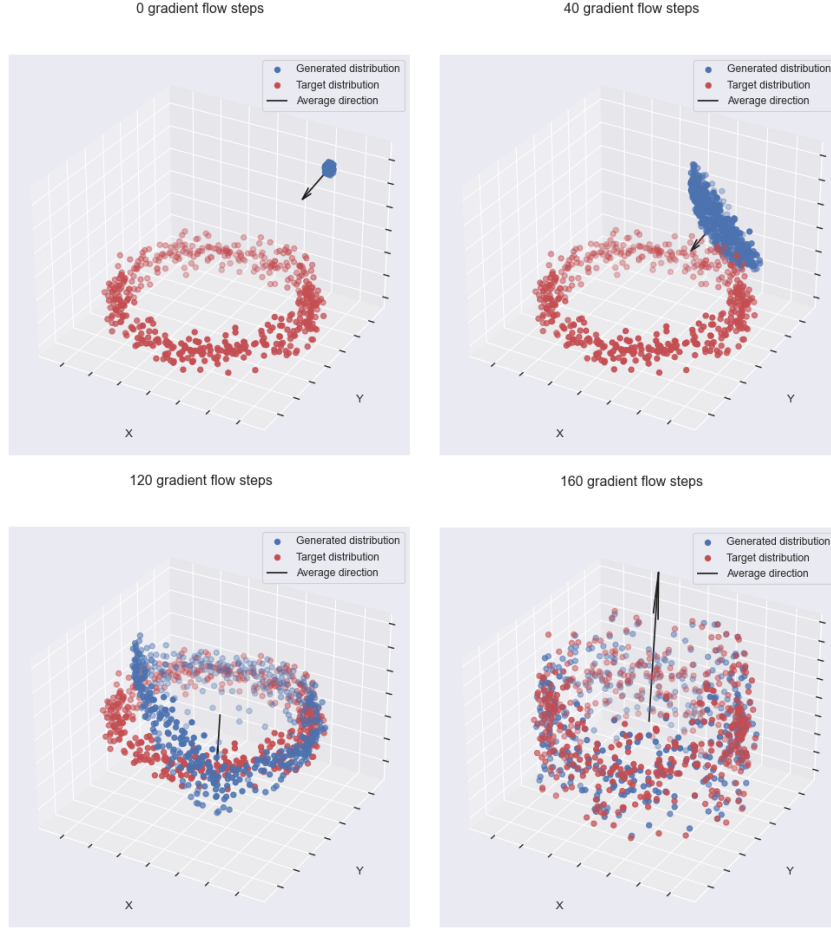 0 gradient flow steps
Generated distribution
Target distribution
Average direction
X
Y
40 gradient flow steps
Generated distribution
Target distribution
Average direction
X
Y
120 gradient flow steps
Generated distribution
Target distribution
Average direction
X
Y
160 gradient flow steps
Generated distribution
Target distribution
Average direction
X
Y